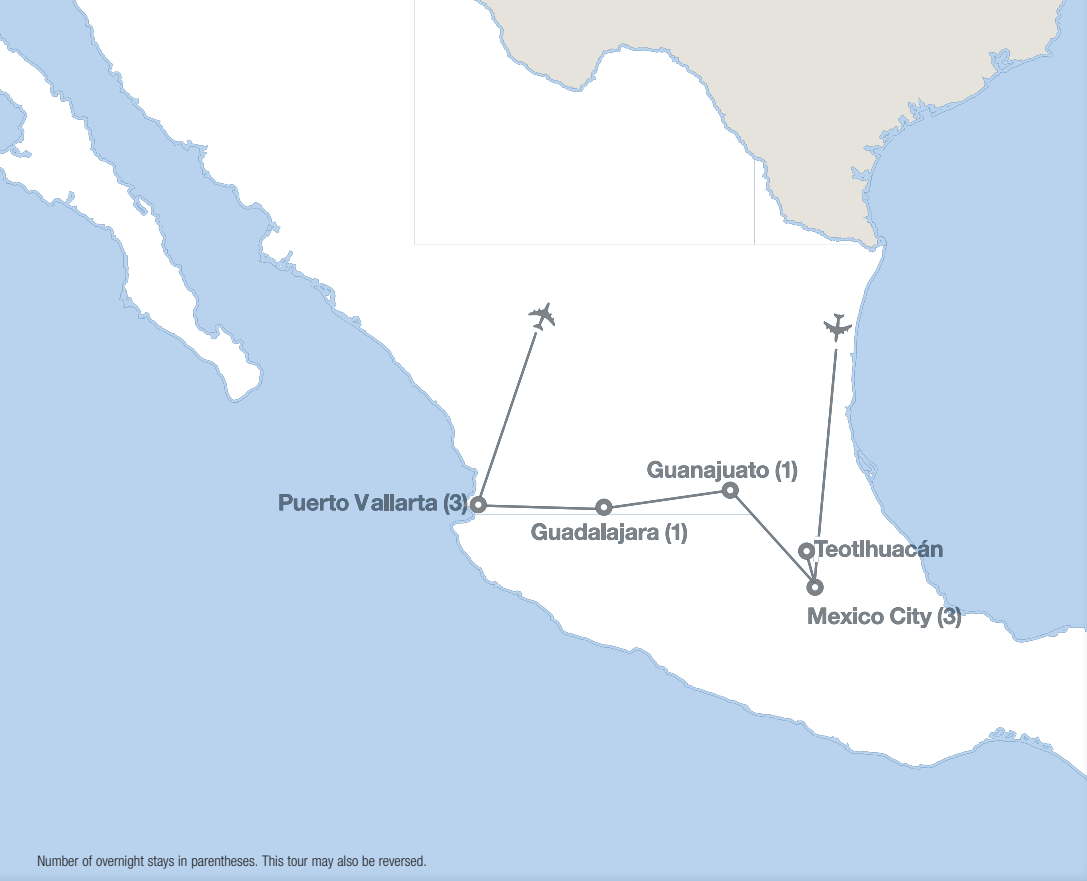 Guanajuato (1)
Puerto Vallarta (3)
Guadalajara (1)
Teotlhuacán
Mexico City (3)
Number of overnight stays in parentheses. This tour may also be reversed.